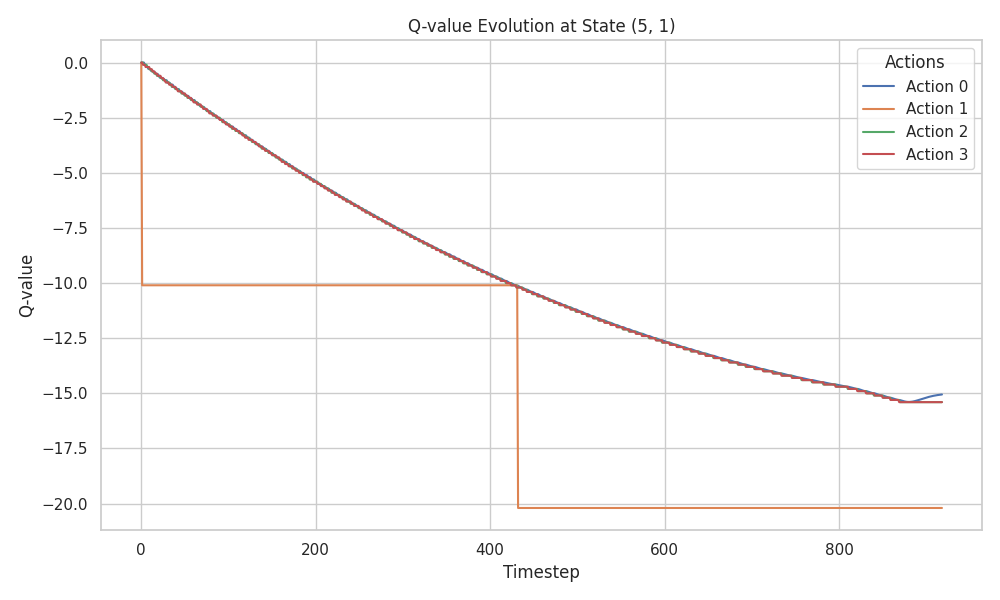 Q-value Evolution at State (5, 1)
Q-value
0.0
−2.5
−5.0
−7.5
−10.0
−12.5
−15.0
−17.5
−20.0
Actions
Action 0
Action 1
Action 2
Action 3
0 200 400 600 800
Timestep